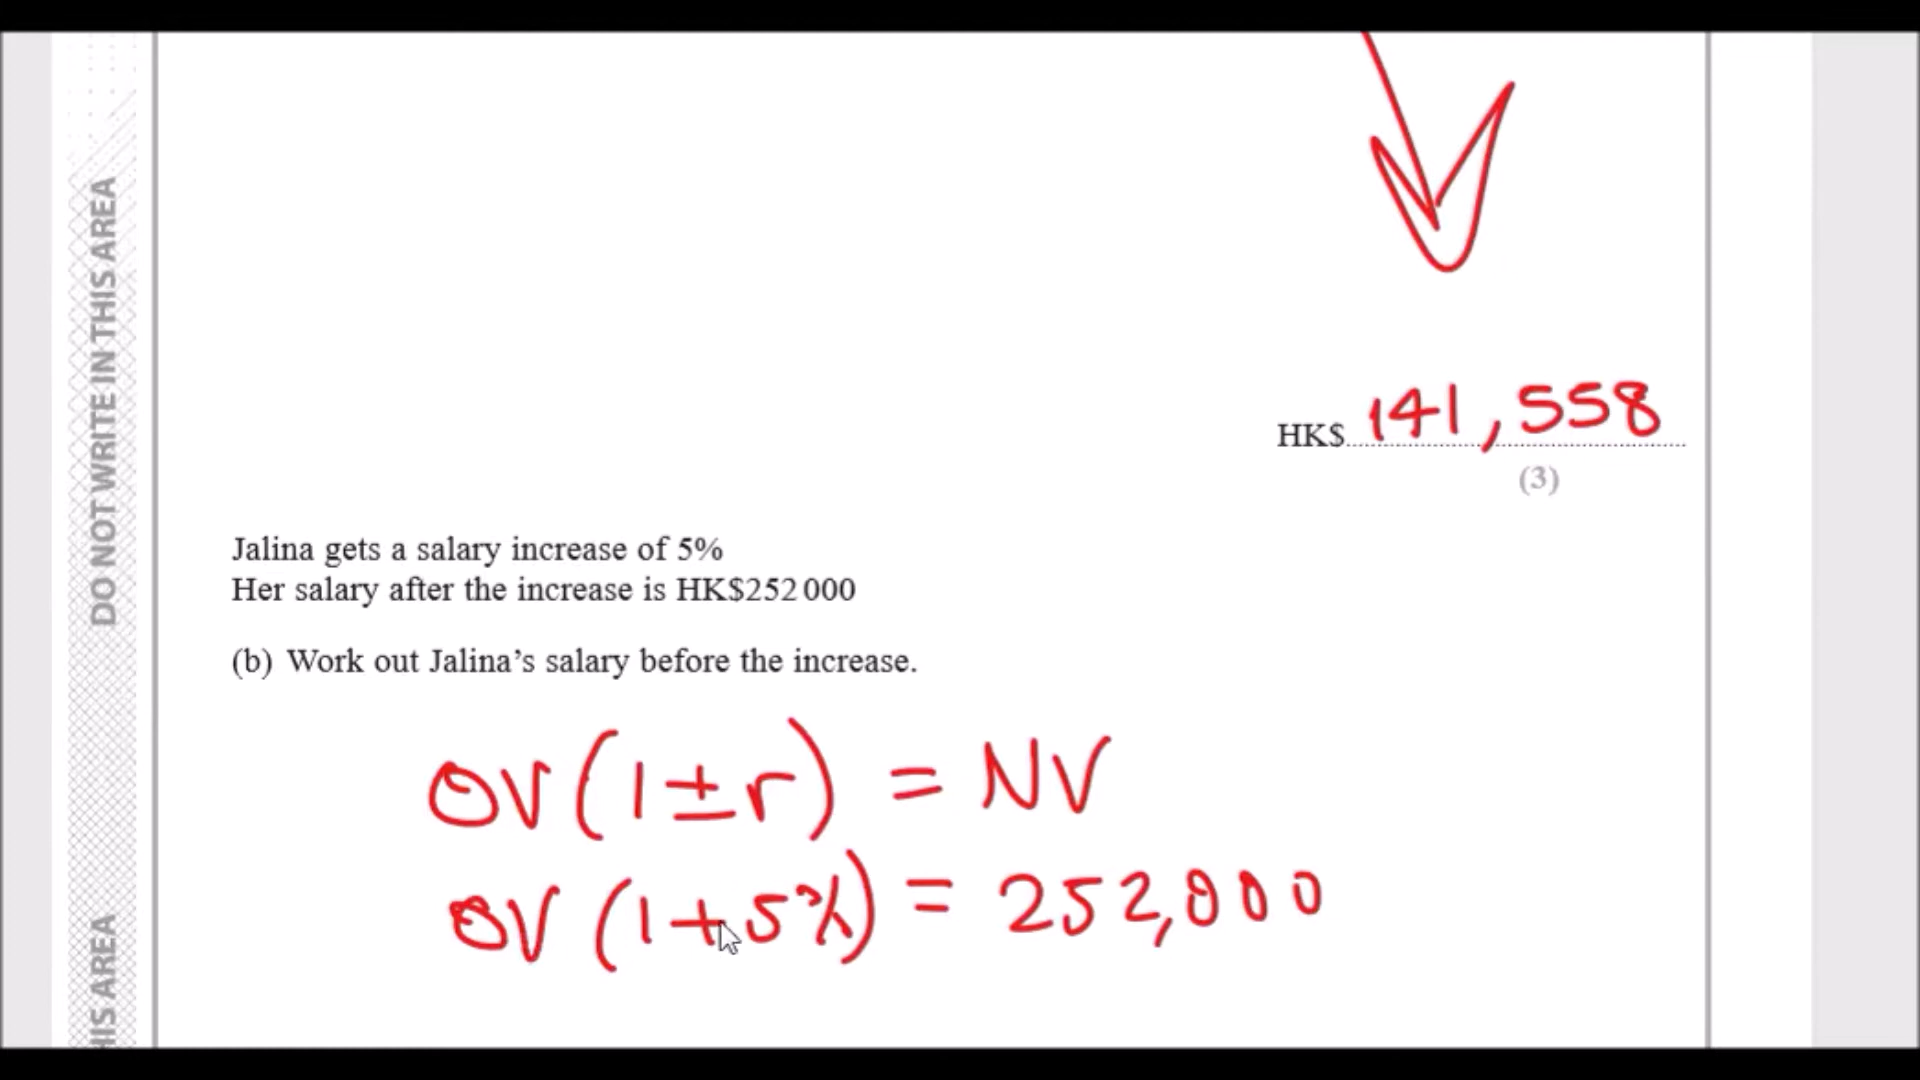 DO NOT WRITE IN THIS AREA
HIS AREA
HK$ 141,558
(3)
Jalina gets a salary increase of 5%
Her salary after the increase is HK$252 000
(b) Work out Jalina’s salary before the increase.
OV(1±r) = NV
OV (1+5%) = 252,000